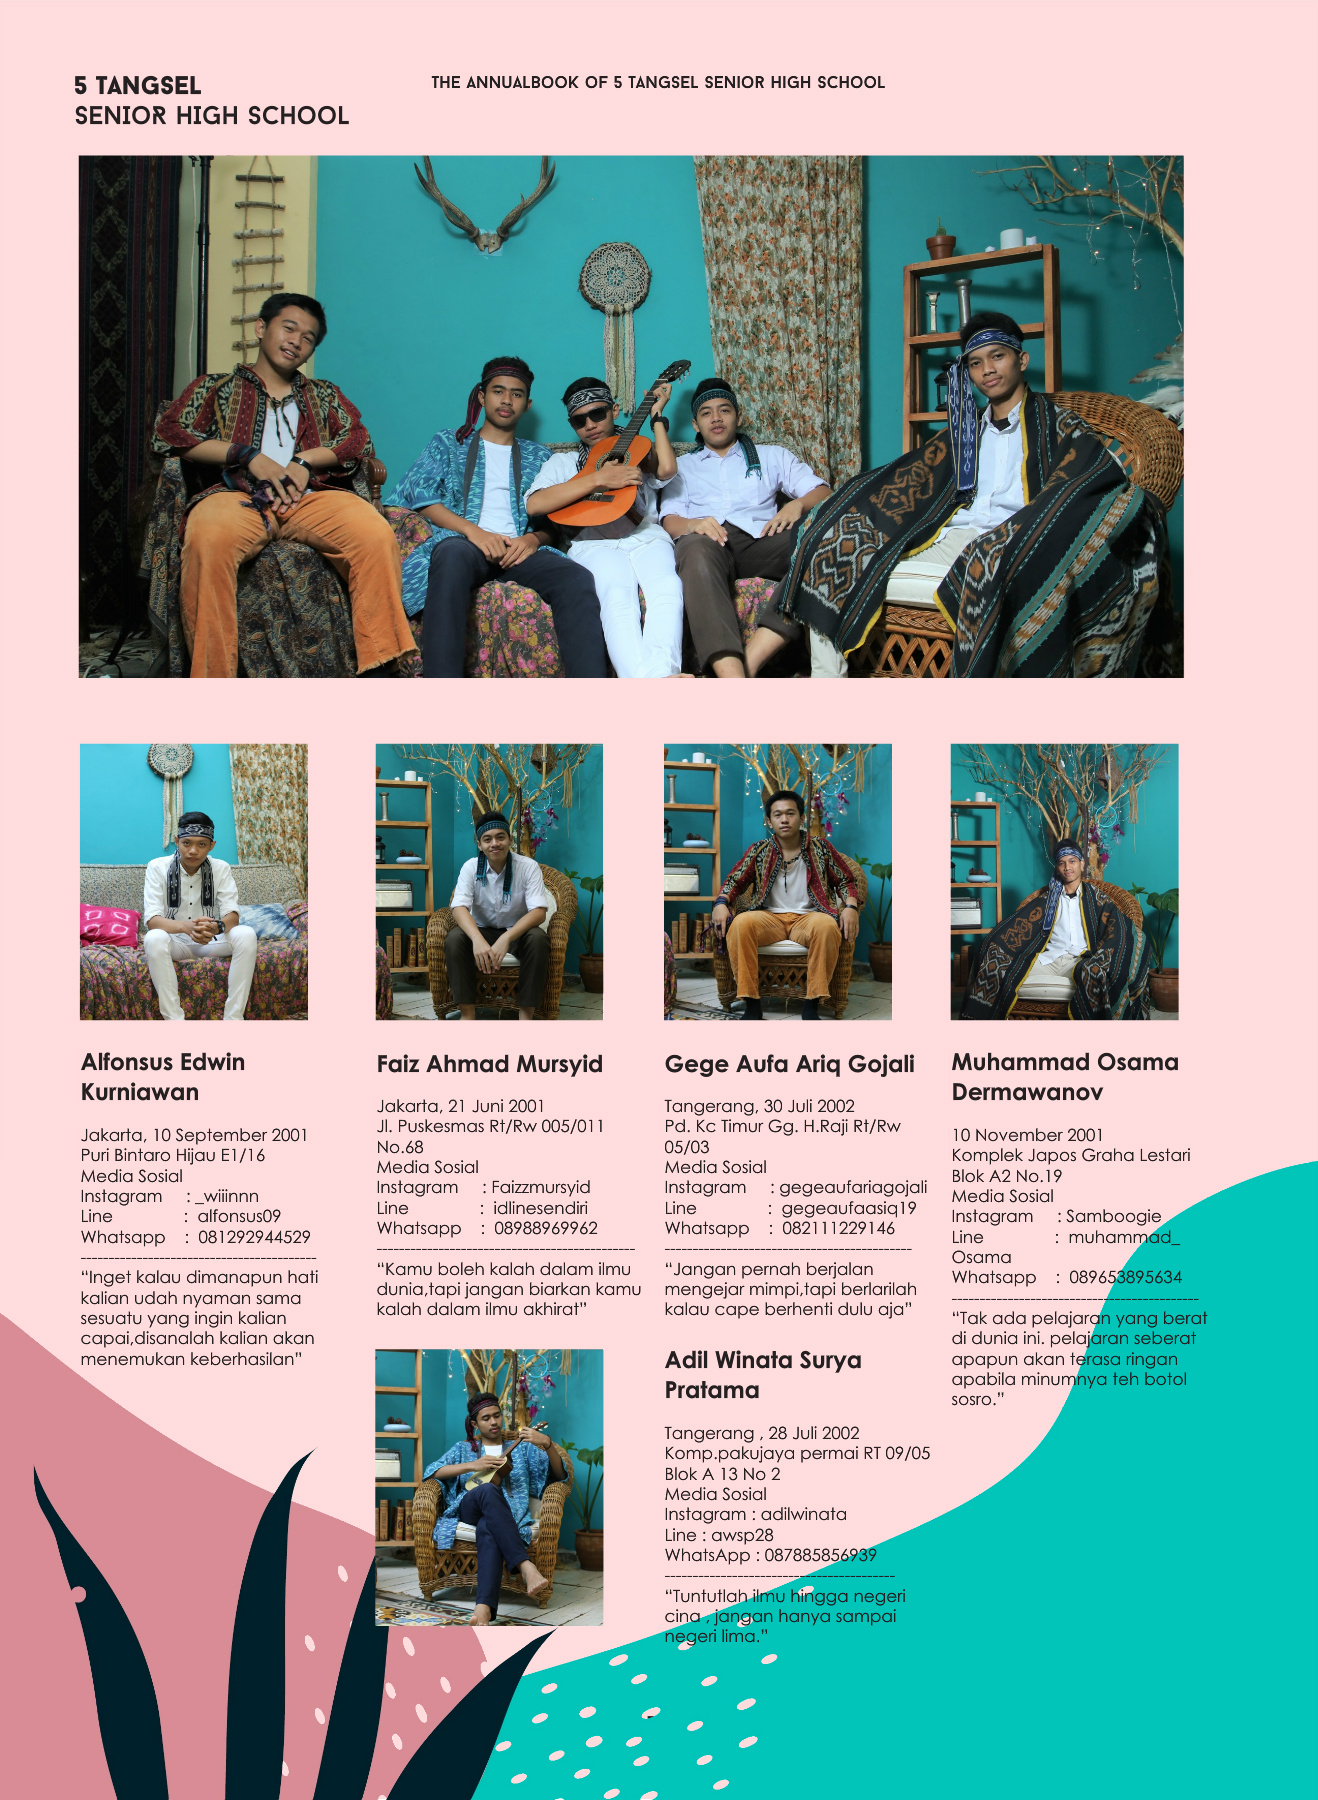 5 TANGSEL
SENIOR HIGH SCHOOL
THE ANNUALBOOK OF 5 TANGSEL SENIOR HIGH SCHOOL
Alfonsus Edwin
Kurniawan
Jakarta, 10 September 2001
Puri Bintaro Hijau E1/16
Media Sosial
Instagram : _wiiinnn
Line : alfonsus09
Whatsapp : 081292944529
--------------------------------------------
“Inget kalau dimanapun hati
kalian udah nyaman sama
sesuatu yang ingin kalian
capai,disanalah kalian akan
menemukan keberhasilan”
Faiz Ahmad Mursyid
Jakarta, 21 Juni 2001
Jl. Puskesmas Rt/Rw 005/011
No.68
Media Sosial
Instagram : Faizzmursyid
Line : idlinesendiri
Whatsapp : 08988969962
--------------------------------------------
“Kamu boleh kalah dalam ilmu
dunia,tapi jangan biarkan kamu
kalah dalam ilmu akhirat”
Gege Aufa Ariq Gojali
Tangerang, 30 Juli 2002
Pd. Kc Timur Gg. H.Raji Rt/Rw
05/03
Media Sosial
Instagram : gegeaufariagojali
Line : gegeaufaasiq19
Whatsapp : 082111229146
--------------------------------------------
“Jangan pernah berjalan
mengejar mimpi,tapi berlarilah
kalau cape berhenti dulu aja”
Muhammad Osama
Dermawanov
10 November 2001
Komplek Japos Graha Lestari
Blok A2 No.19
Media Sosial
Instagram : Samboogie
Line : muhammad_
Osama
Whatsapp : 089653895634
--------------------------------------------
“Tak ada pelajaran yang berat
di dunia ini. pelajaran seberat
apapun akan terasa ringan
apabila minumnya teh botol
sosro.”
Adil Winata Surya
Pratama
Tangerang , 28 Juli 2002
Komp.pakujaya permai RT 09/05
Blok A 13 No 2
Media Sosial
Instagram : adilwinata
Line : awsp28
WhatsApp : 087885856939
--------------------------------------------
“Tuntutlah ilmu hingga negeri
cina , jangan hanya sampai
negeri lima.”